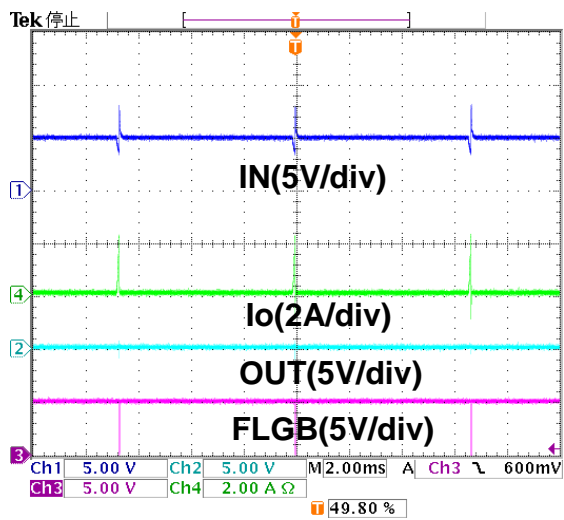 Tek 停止
T
T
IN(5V/div)
1
4
Io(2A/div)
2
OUT(5V/div)
FLGB(5V/div)
3
Ch1 5.00 V Ch2 5.00 V M 2.00ms A Ch3 600mV
Ch3 5.00 V Ch4 2.00 A Ω
T 49.80 %